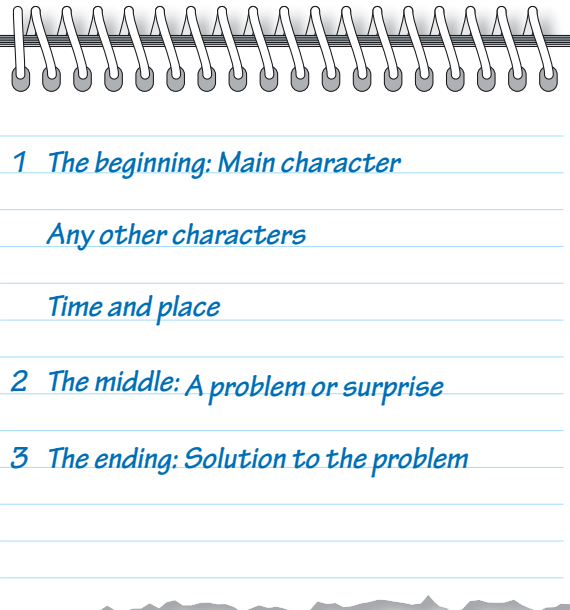 1 The beginning: Main character
Any other characters
Time and place
2 The middle: A problem or surprise
3 The ending: Solution to the problem